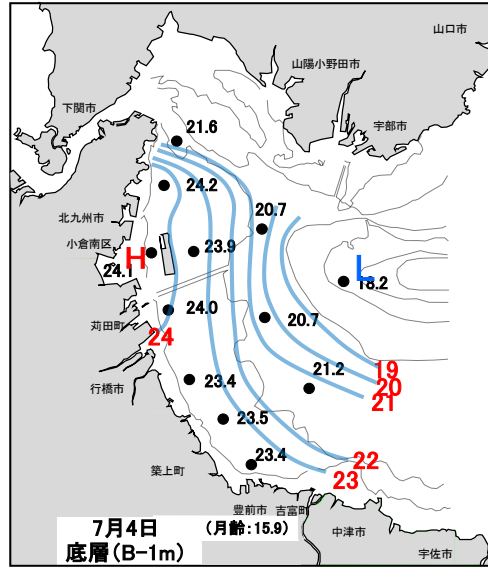 山口市
山陽小野田市
下関市
宇部市
21.6
24.2
北九州市
20.7
小倉南区
H
23.9
24.1
L
18.2
24.0
20.7
苅田町
24
19
20
21
21.2
23.4
行橋市
23.5
23.4
22
23
築上町
豊前市 吉富町
7月4日 (月齢:15.9)
中津市
底層(B-1m)
宇佐市